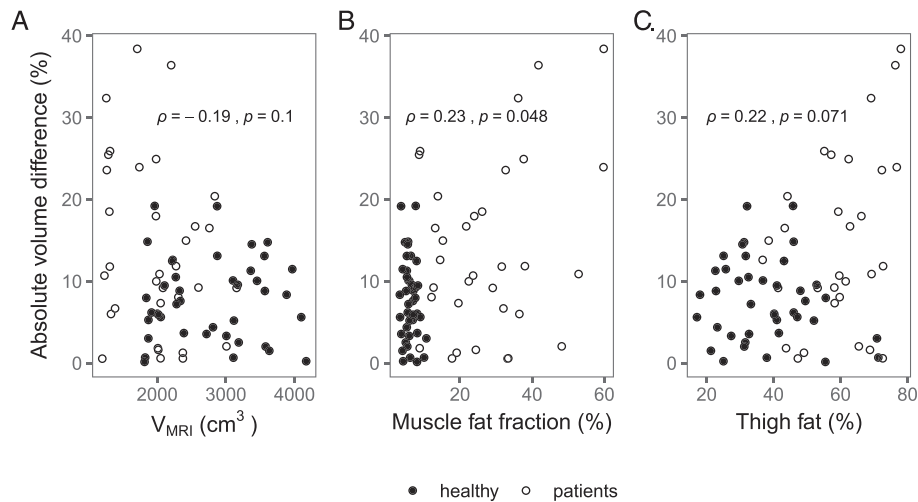 A B C.
Absolute volume difference (%)
40
30
20
10
0
ρ = – 0.19 , p = 0.1
2000 3000 4000
V_MRI (cm³ )
40
30
20
10
0
ρ = 0.23 , p = 0.048
20 40 60
Muscle fat fraction (%)
40
30
20
10
0
ρ = 0.22 , p = 0.071
20 40 60 80
Thigh fat (%)
healthy patients